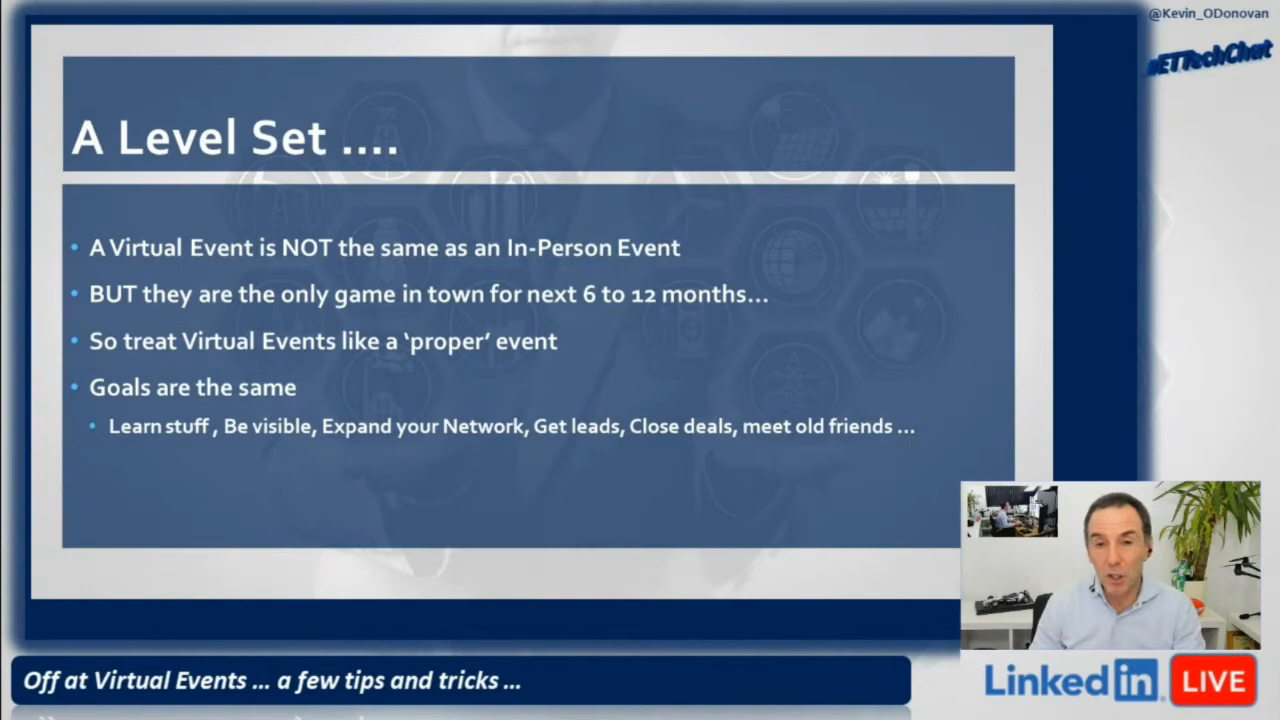 @Kevin_ODonovan
#ETTechChat
A Level Set ....
• A Virtual Event is NOT the same as an In-Person Event
• BUT they are the only game in town for next 6 to 12 months...
• So treat Virtual Events like a ‘proper’ event
• Goals are the same
• Learn stuff , Be visible, Expand your Network, Get leads, Close deals, meet old friends ...
Off at Virtual Events ... a few tips and tricks ...
LinkedIn LIVE